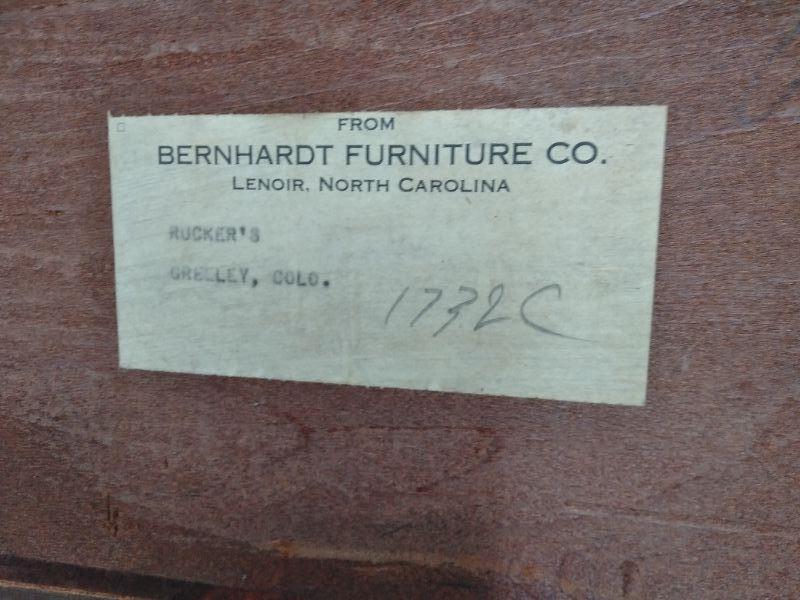 FROM
BERNHARDT FURNITURE CO.
LENOIR, NORTH CAROLINA
RUCKER'S
GREELEY, COLO.
1732C